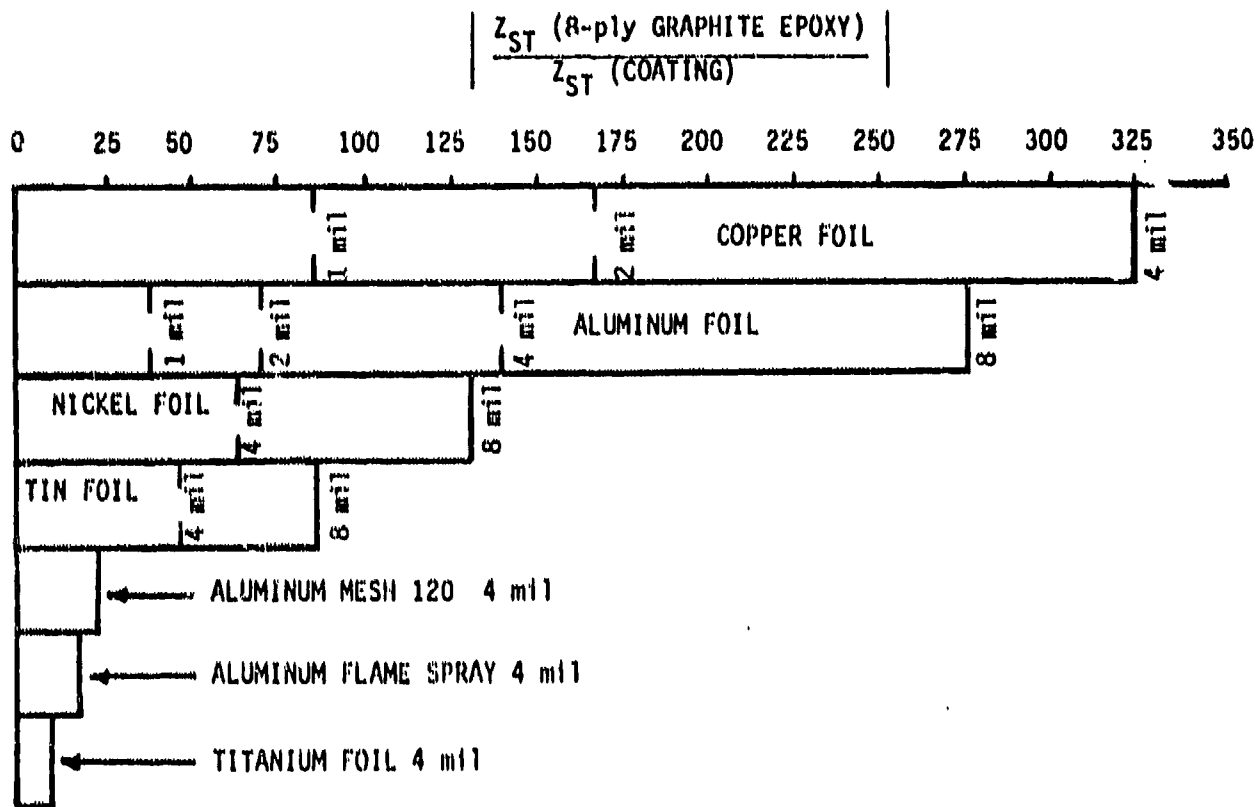 Z_ST (8-ply GRAPHITE EPOXY)
Z_ST (COATING)
0 25 50 75 100 125 150 175 200 225 250 275 300 325 350
1 mil 2 mil COPPER FOIL 4 mil
1 mil 2 mil 4 mil ALUMINUM FOIL 8 mil
NICKEL FOIL 4 mil 8 mil
TIN FOIL 4 mil 8 mil
ALUMINUM MESH 120 4 mil
ALUMINUM FLAME SPRAY 4 mil
TITANIUM FOIL 4 mil